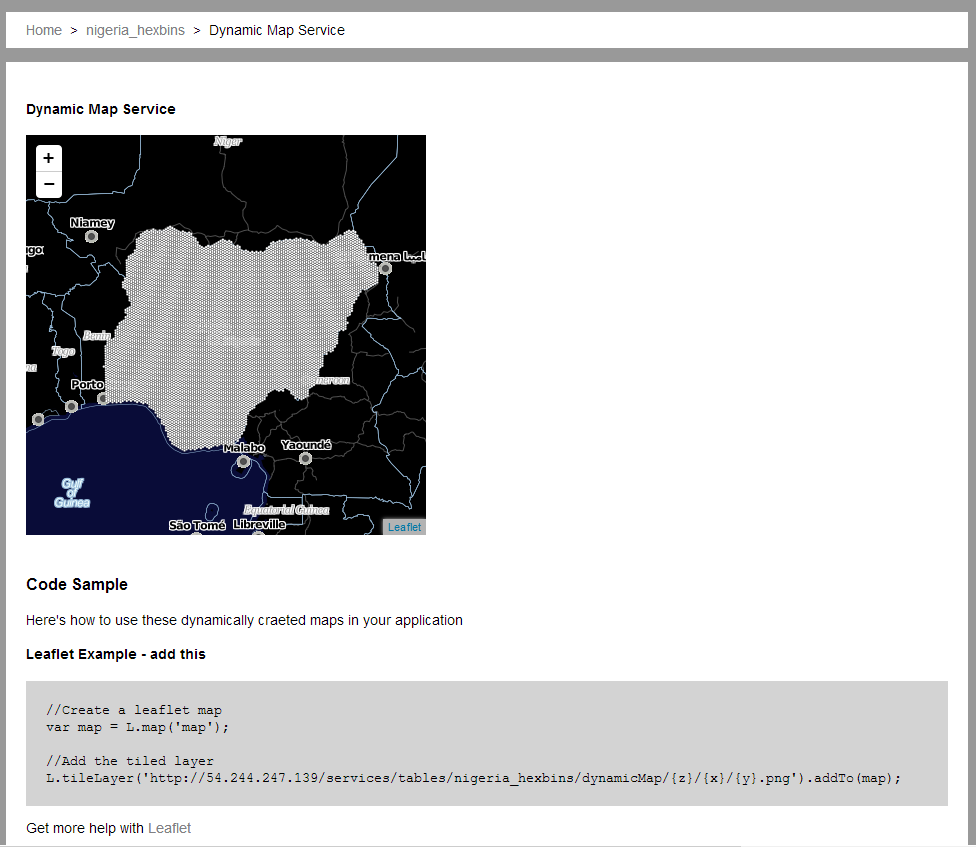 Home > nigeria_hexbins > Dynamic Map Service
Dynamic Map Service
+
−
Niger
Niamey
go
mena
Benin
Togo
na
Porto
meroon
Malabo
Yaoundé
Gulf
of
Guinea
Equatorial Guinea
São Tomé
Libreville
Leaflet
Code Sample
Here's how to use these dynamically craeted maps in your application
Leaflet Example - add this
//Create a leaflet map
var map = L.map('map');
//Add the tiled layer
L.tileLayer('http://54.244.247.139/services/tables/nigeria_hexbins/dynamicMap/{z}/{x}/{y}.png').addTo(map);
Get more help with Leaflet